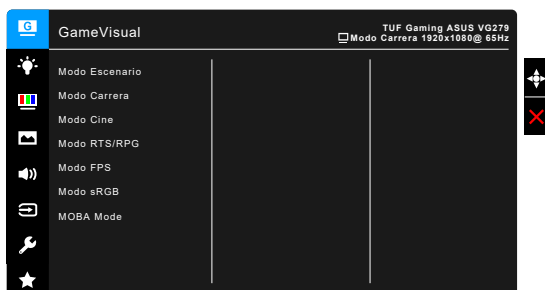 G
GameVisual
TUF Gaming ASUS VG279
Modo Carrera 1920x1080@ 65Hz
Modo Escenario
Modo Carrera
Modo Cine
Modo RTS/RPG
Modo FPS
Modo sRGB
MOBA Mode